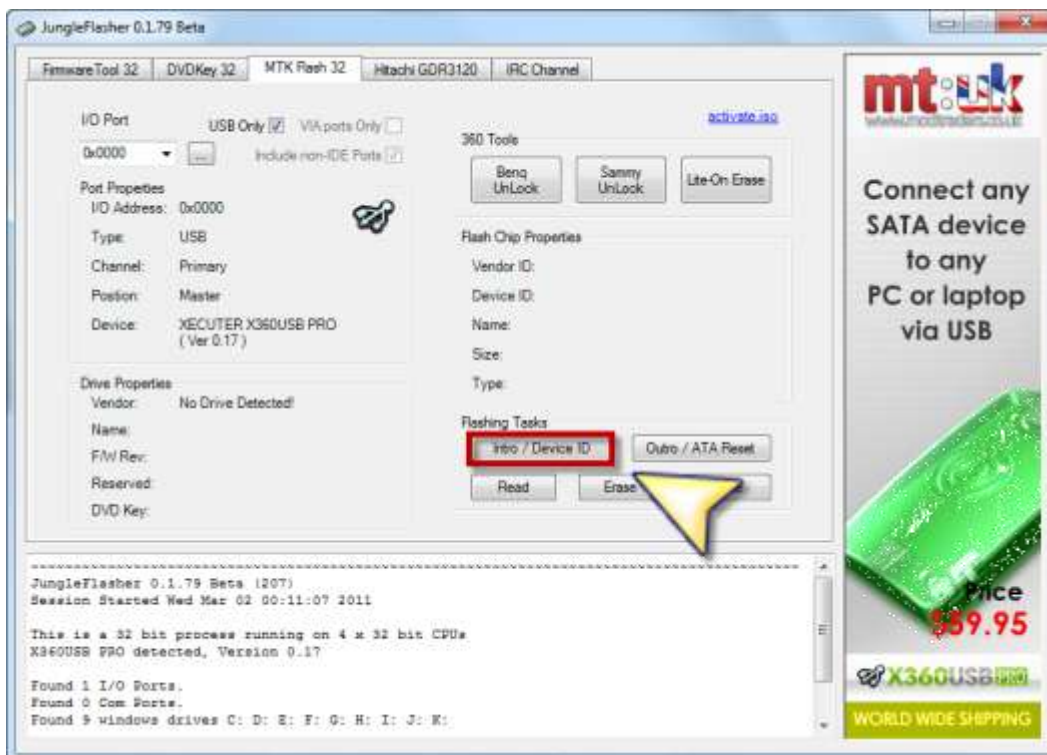 JungleFlasher 0.1.79 Beta
FirmwareTool 32
DVDKey 32
MTK Flash 32
Hitachi GDR3120
IRC Channel
I/O Port
USB Only
VIA ports Only
0x0000
...
Include non-IDE Ports
Port Properties
I/O Address: 0x0000
Type: USB
Channel: Primary
Postion: Master
Device: XECUTER X360USB PRO
( Ver 0.17 )
Drive Properties
Vendor: No Drive Detected!
Name:
F/W Rev:
Reserved:
DVD Key:
activate.iso
360 Tools
Benq UnLock
Sammy UnLock
Lite-On Erase
Flash Chip Properties
Vendor ID:
Device ID:
Name:
Size:
Type:
Flashing Tasks
Intro / Device ID
Outro / ATA Reset
Read
Erase
JungleFlasher 0.1.79 Beta (207)
Session Started Wed Mar 02 00:11:07 2011
This is a 32 bit process running on 4 x 32 bit CPUs
X360USB PRO detected, Version 0.17
Found 1 I/O Ports.
Found 0 Com Ports.
Found 9 windows drives C: D: E: F: G: H: I: J: K:
mt:uk
www.modtraders.co.uk
Connect any
SATA device
to any
PC or laptop
via USB
Price
$59.95
X360USB PRO
WORLD WIDE SHIPPING